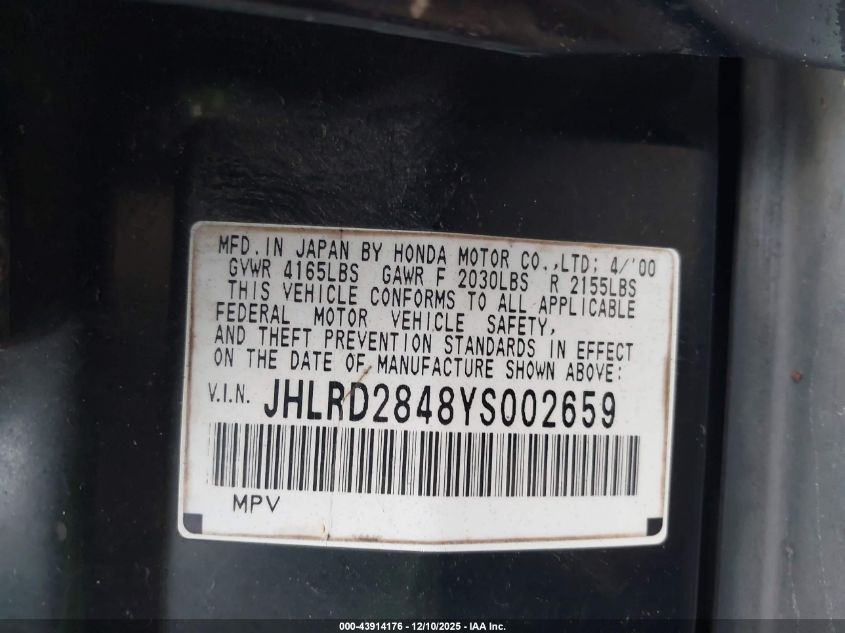 MFD. IN JAPAN BY HONDA MOTOR CO.,LTD; 4/'00
GVWR 4165LBS GAWR F 2030LBS R 2155LBS
THIS VEHICLE CONFORMS TO ALL APPLICABLE
FEDERAL MOTOR VEHICLE SAFETY,
AND THEFT PREVENTION STANDARDS IN EFFECT
ON THE DATE OF MANUFACTURE SHOWN ABOVE:
V.I.N. JHLRD2848YS002659
MPV
000-43914176 - 12/10/2025 - IAA Inc.